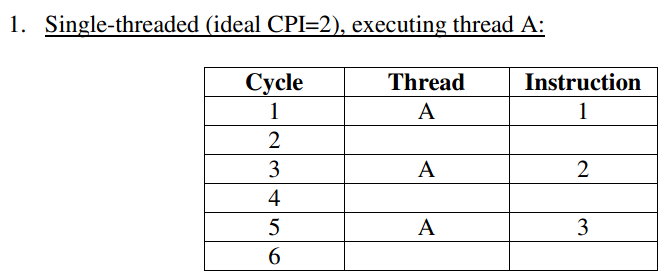 1. Single-threaded (ideal CPI=2), executing thread A:
Cycle Thread Instruction
1 A 1
2
3 A 2
4
5 A 3
6